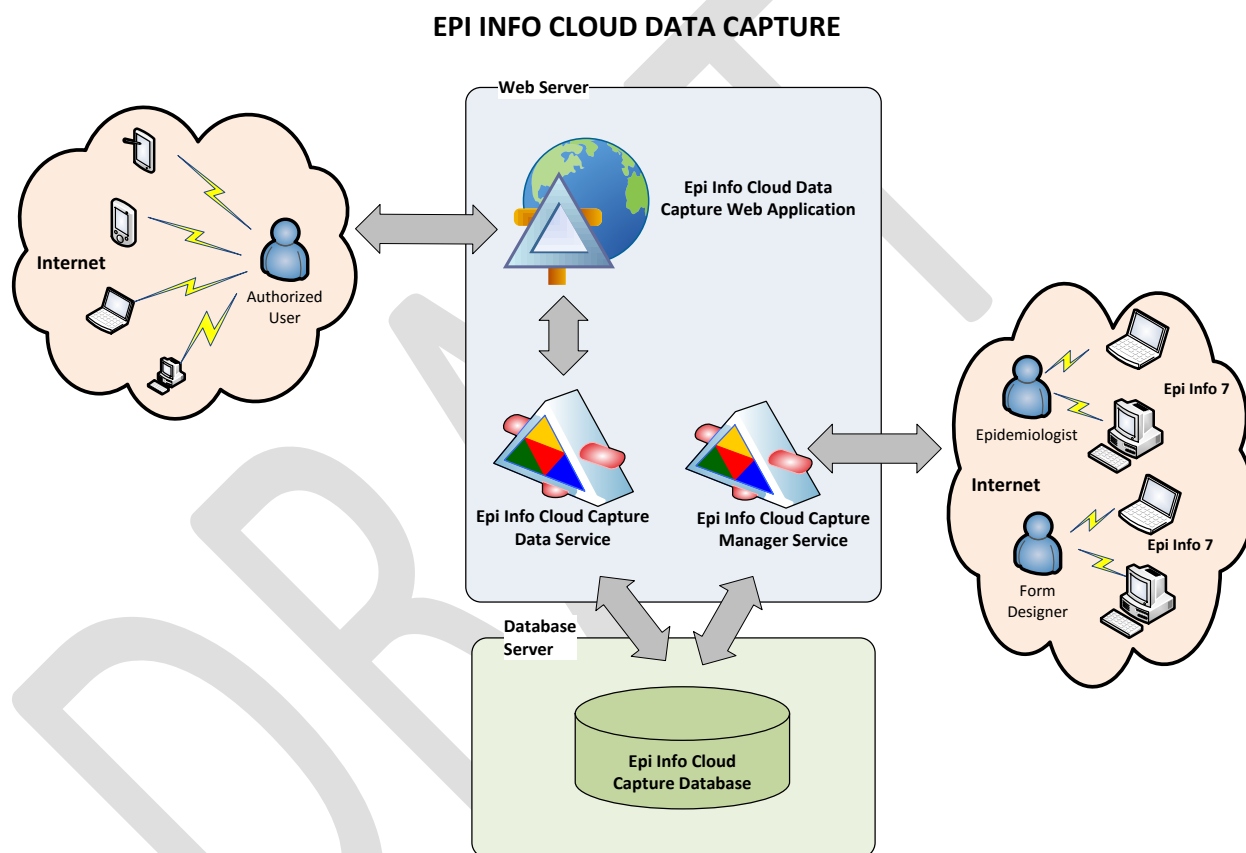 EPI INFO CLOUD DATA CAPTURE
Web Server
Epi Info Cloud Data
Capture Web Application
Internet
Authorized
User
Epi Info Cloud Capture
Data Service
Epi Info Cloud Capture
Manager Service
Epi Info 7
Epidemiologist
Internet
Epi Info 7
Form
Designer
Database
Server
Epi Info Cloud
Capture Database
DRAFT